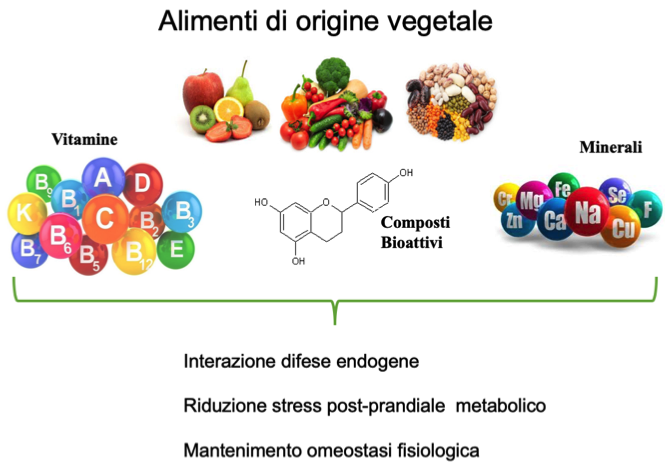 Alimenti di origine vegetale
Vitamine
Minerali
B9
A
D
K
B1
C
B2
B3
B7
B6
B5
B12
E
OH
HO
O
OH
Composti
Bioattivi
Cr
Mg
Fe
Se
F
Zn
Ca
Na
Cu
Interazione difese endogene
Riduzione stress post-prandiale metabolico
Mantenimento omeostasi fisiologica